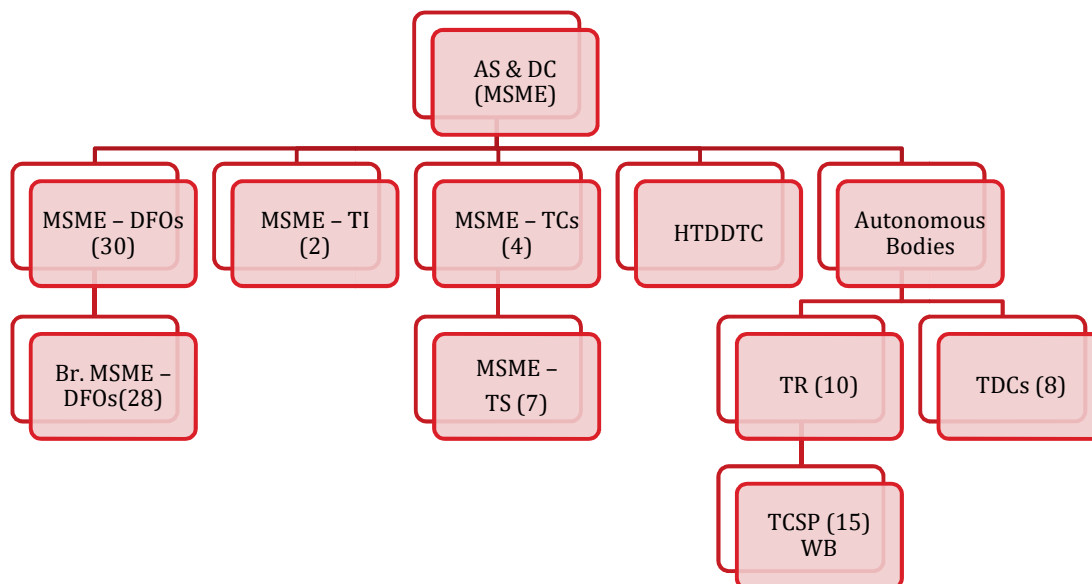 AS & DC
(MSME)
MSME – DFOs
(30)
MSME – TI
(2)
MSME – TCs
(4)
HTDDTC
Autonomous
Bodies
Br. MSME –
DFOs(28)
MSME –
TS (7)
TR (10)
TDCs (8)
TCSP (15)
WB